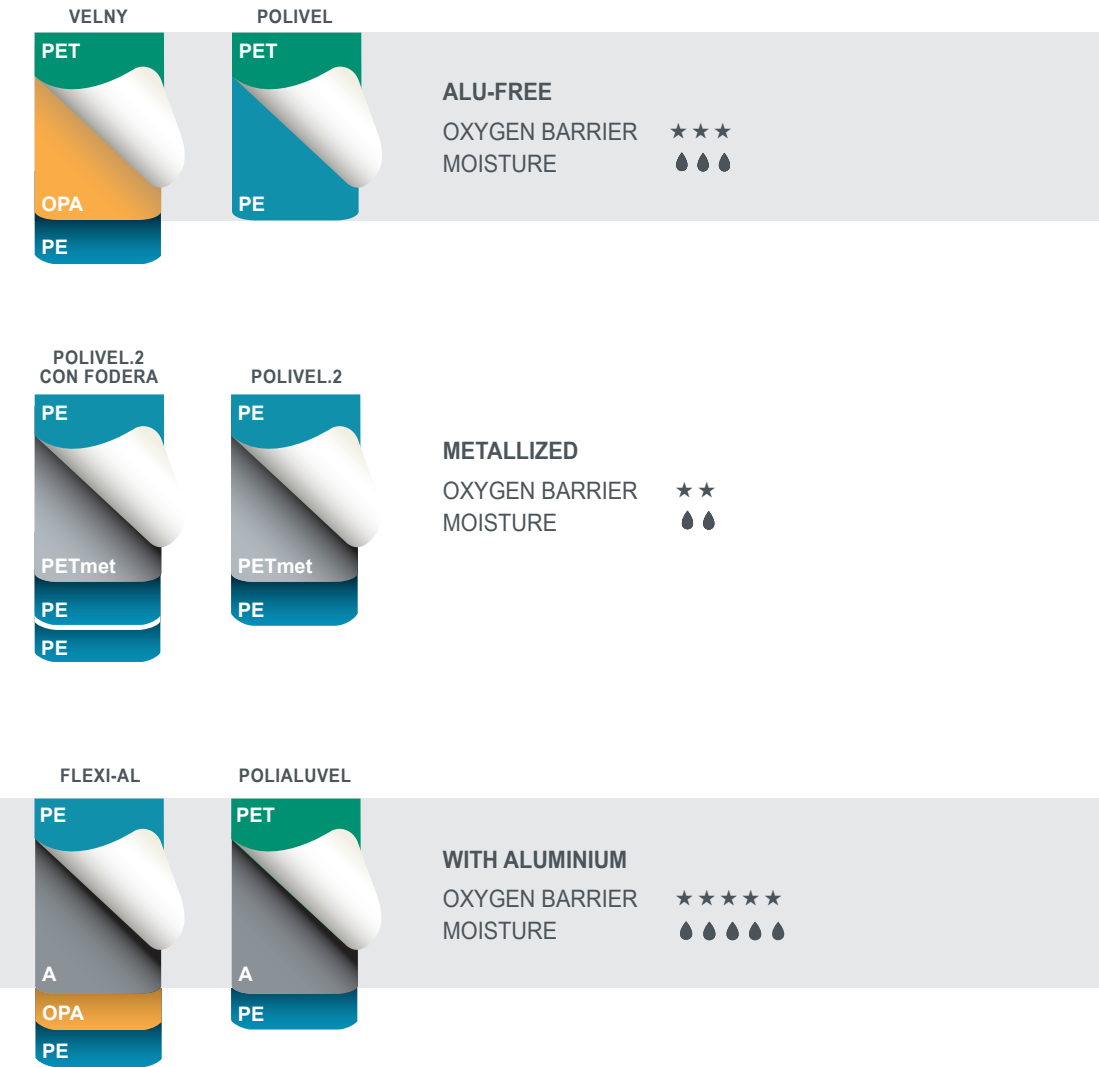 VELNY
PET
OPA
PE
POLIVEL
PET
PE
ALU-FREE
OXYGEN BARRIER ★★★
MOISTURE
POLIVEL.2
CON FODERA
PE
PETmet
PE
PE
POLIVEL.2
PE
PETmet
PE
METALLIZED
OXYGEN BARRIER ★★
MOISTURE
FLEXI-AL
PE
A
OPA
PE
POLIALUVEL
PET
A
PE
WITH ALUMINIUM
OXYGEN BARRIER ★★★★★
MOISTURE